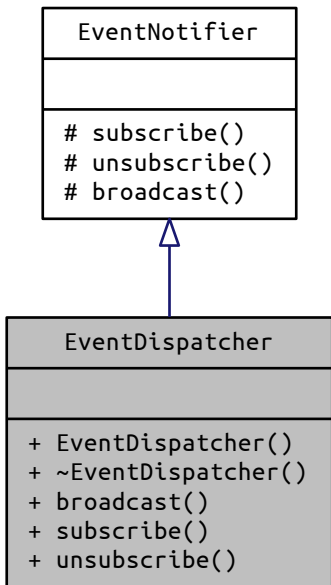 EventNotifier
# subscribe()
# unsubscribe()
# broadcast()
EventDispatcher
+ EventDispatcher()
+ ~EventDispatcher()
+ broadcast()
+ subscribe()
+ unsubscribe()